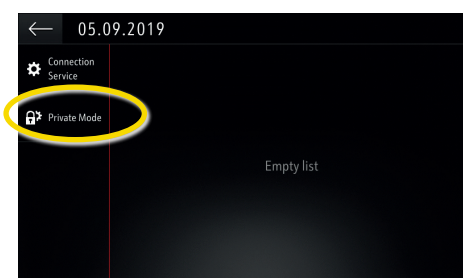 05.09.2019
Connection
Service
Private Mode
Empty list